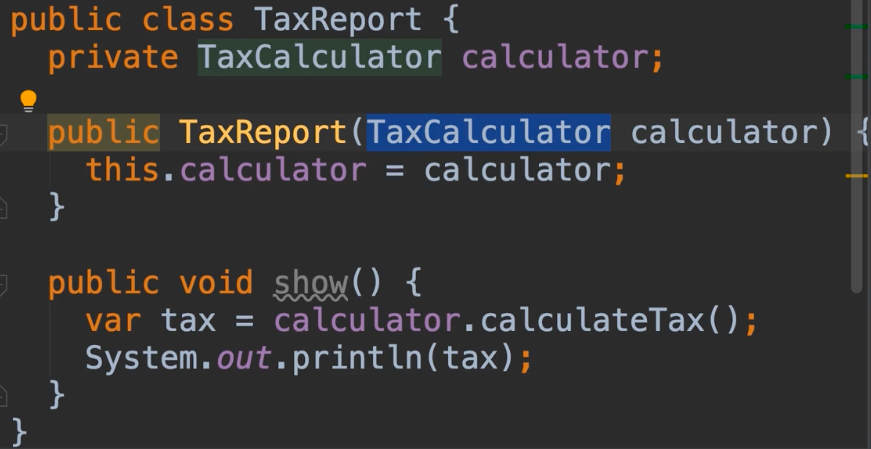 public class TaxReport {
  private TaxCalculator calculator;

  public TaxReport(TaxCalculator calculator) {
    this.calculator = calculator;
  }

  public void show() {
    var tax = calculator.calculateTax();
    System.out.println(tax);
  }
}